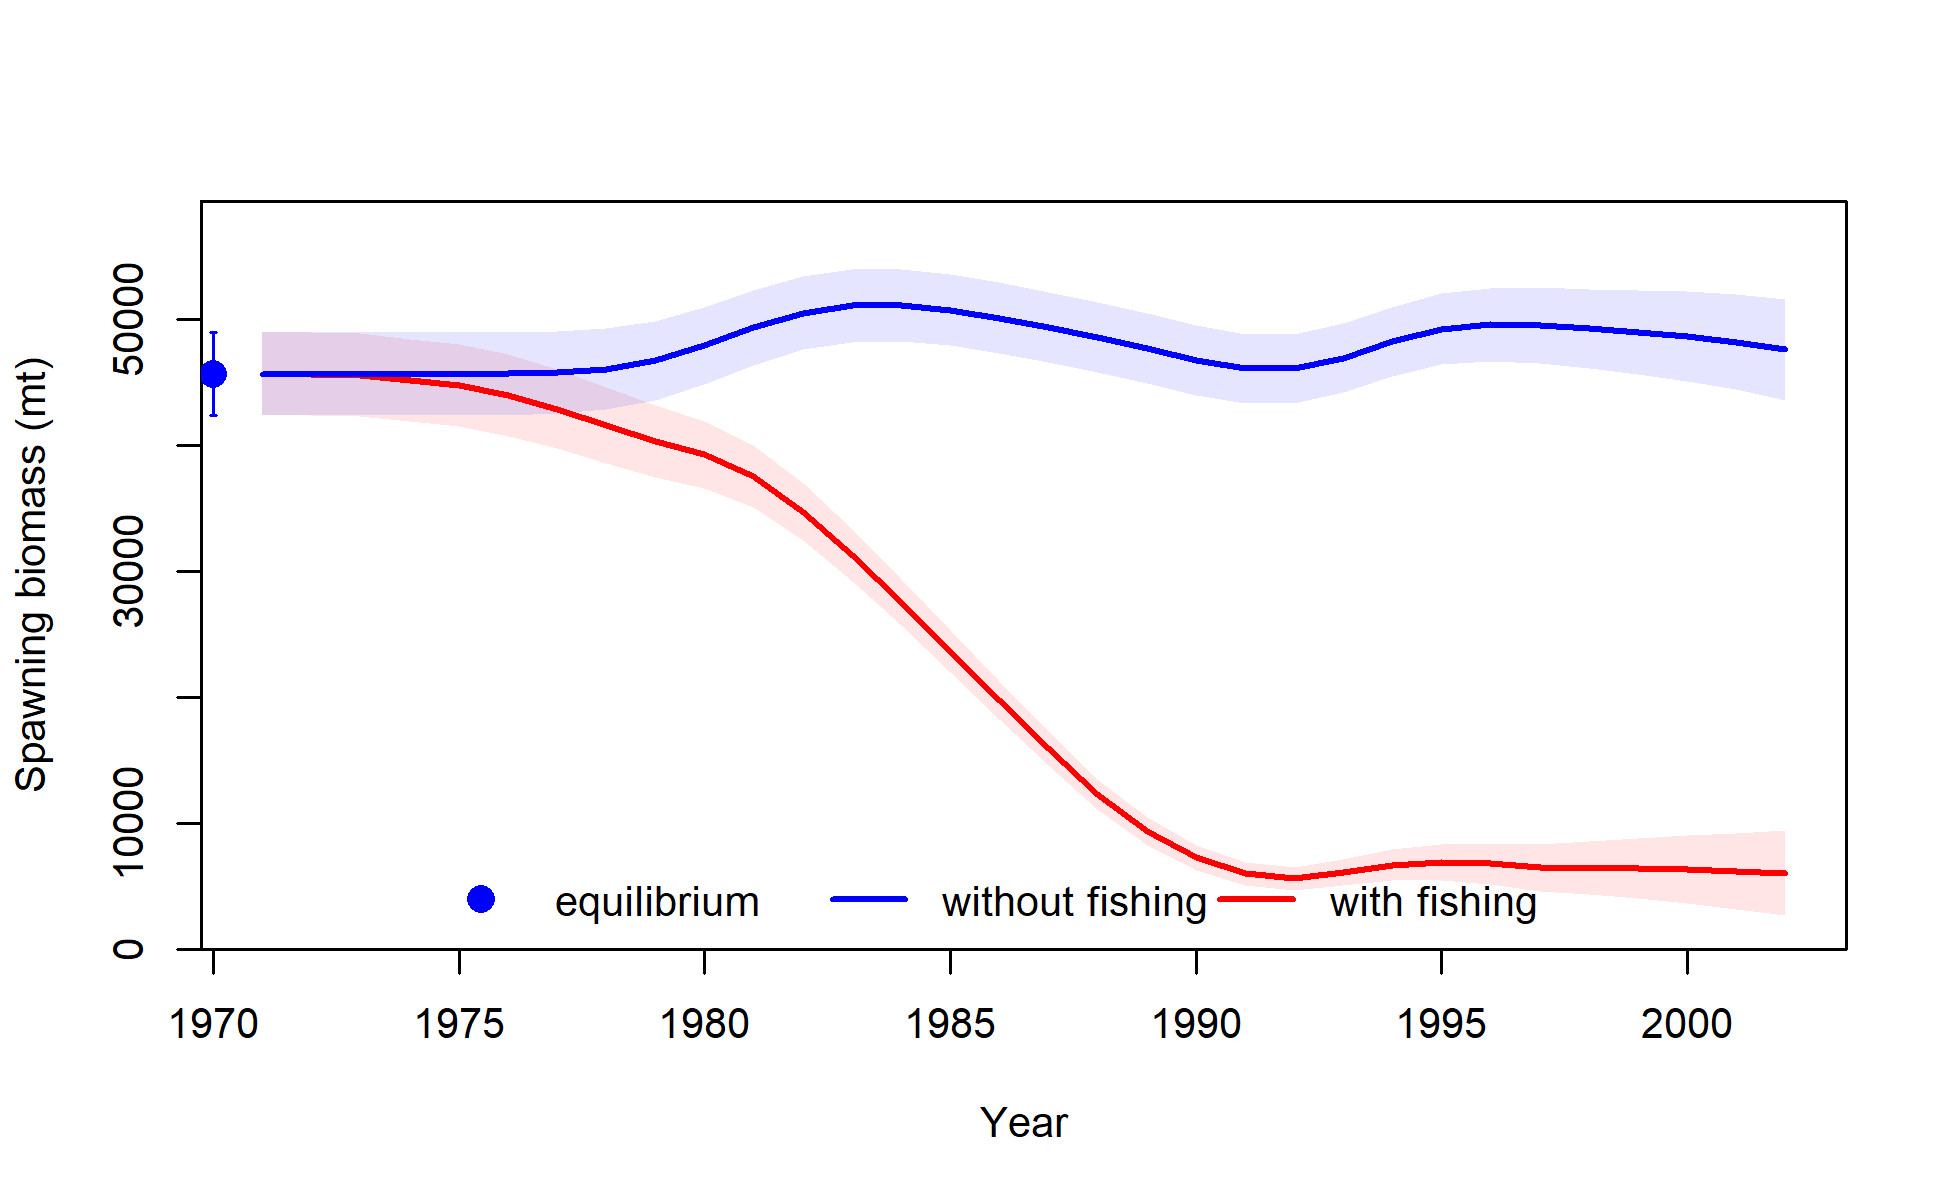 Spawning biomass (mt)
50000
30000
10000
0
equilibrium without fishing with fishing
1970 1975 1980 1985 1990 1995 2000
Year